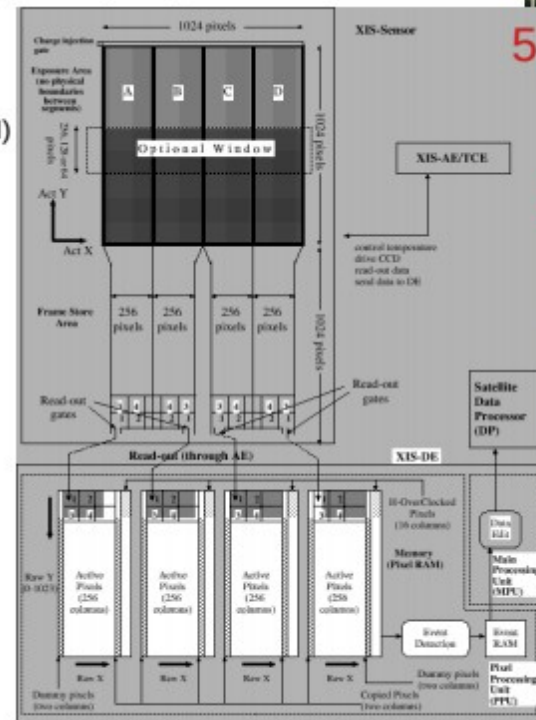 1024 pixels
XIS-Sensor
5
Charge injection
gate
Exposure Area
(no physical
boundaries
between
segments)
A B C D
256, 128 or 64
pixels
Optional Window
1024 pixels
XIS-AE/TCE
Act Y
Act X
control temperature
drive CCD
read-out data
send data to DE
Frame Store
Area
256
pixels
256
pixels
256
pixels
256
pixels
1024 pixels
Read-out
gates
Read-out
gates
Satellite
Data
Processor
(DP)
Read-out (through AE)
XIS-DE
H-OverClocked
Pixels
(16 columns)
Memory
(Pixel RAM)
Raw Y
(0-1023)
Active
Pixels
(256
columns)
Active
Pixels
(256
columns)
Active
Pixels
(256
columns)
Active
Pixels
(256
columns)
Data
Edit
Main
Processing
Unit
(MPU)
Event
Detection
Event
RAM
Raw X
Raw X
Raw X
Raw X
Dummy pixels
(two columns)
Copied Pixels
(two columns)
Dummy pixels
(two columns)
Pixel
Processing
Unit
(PPU)